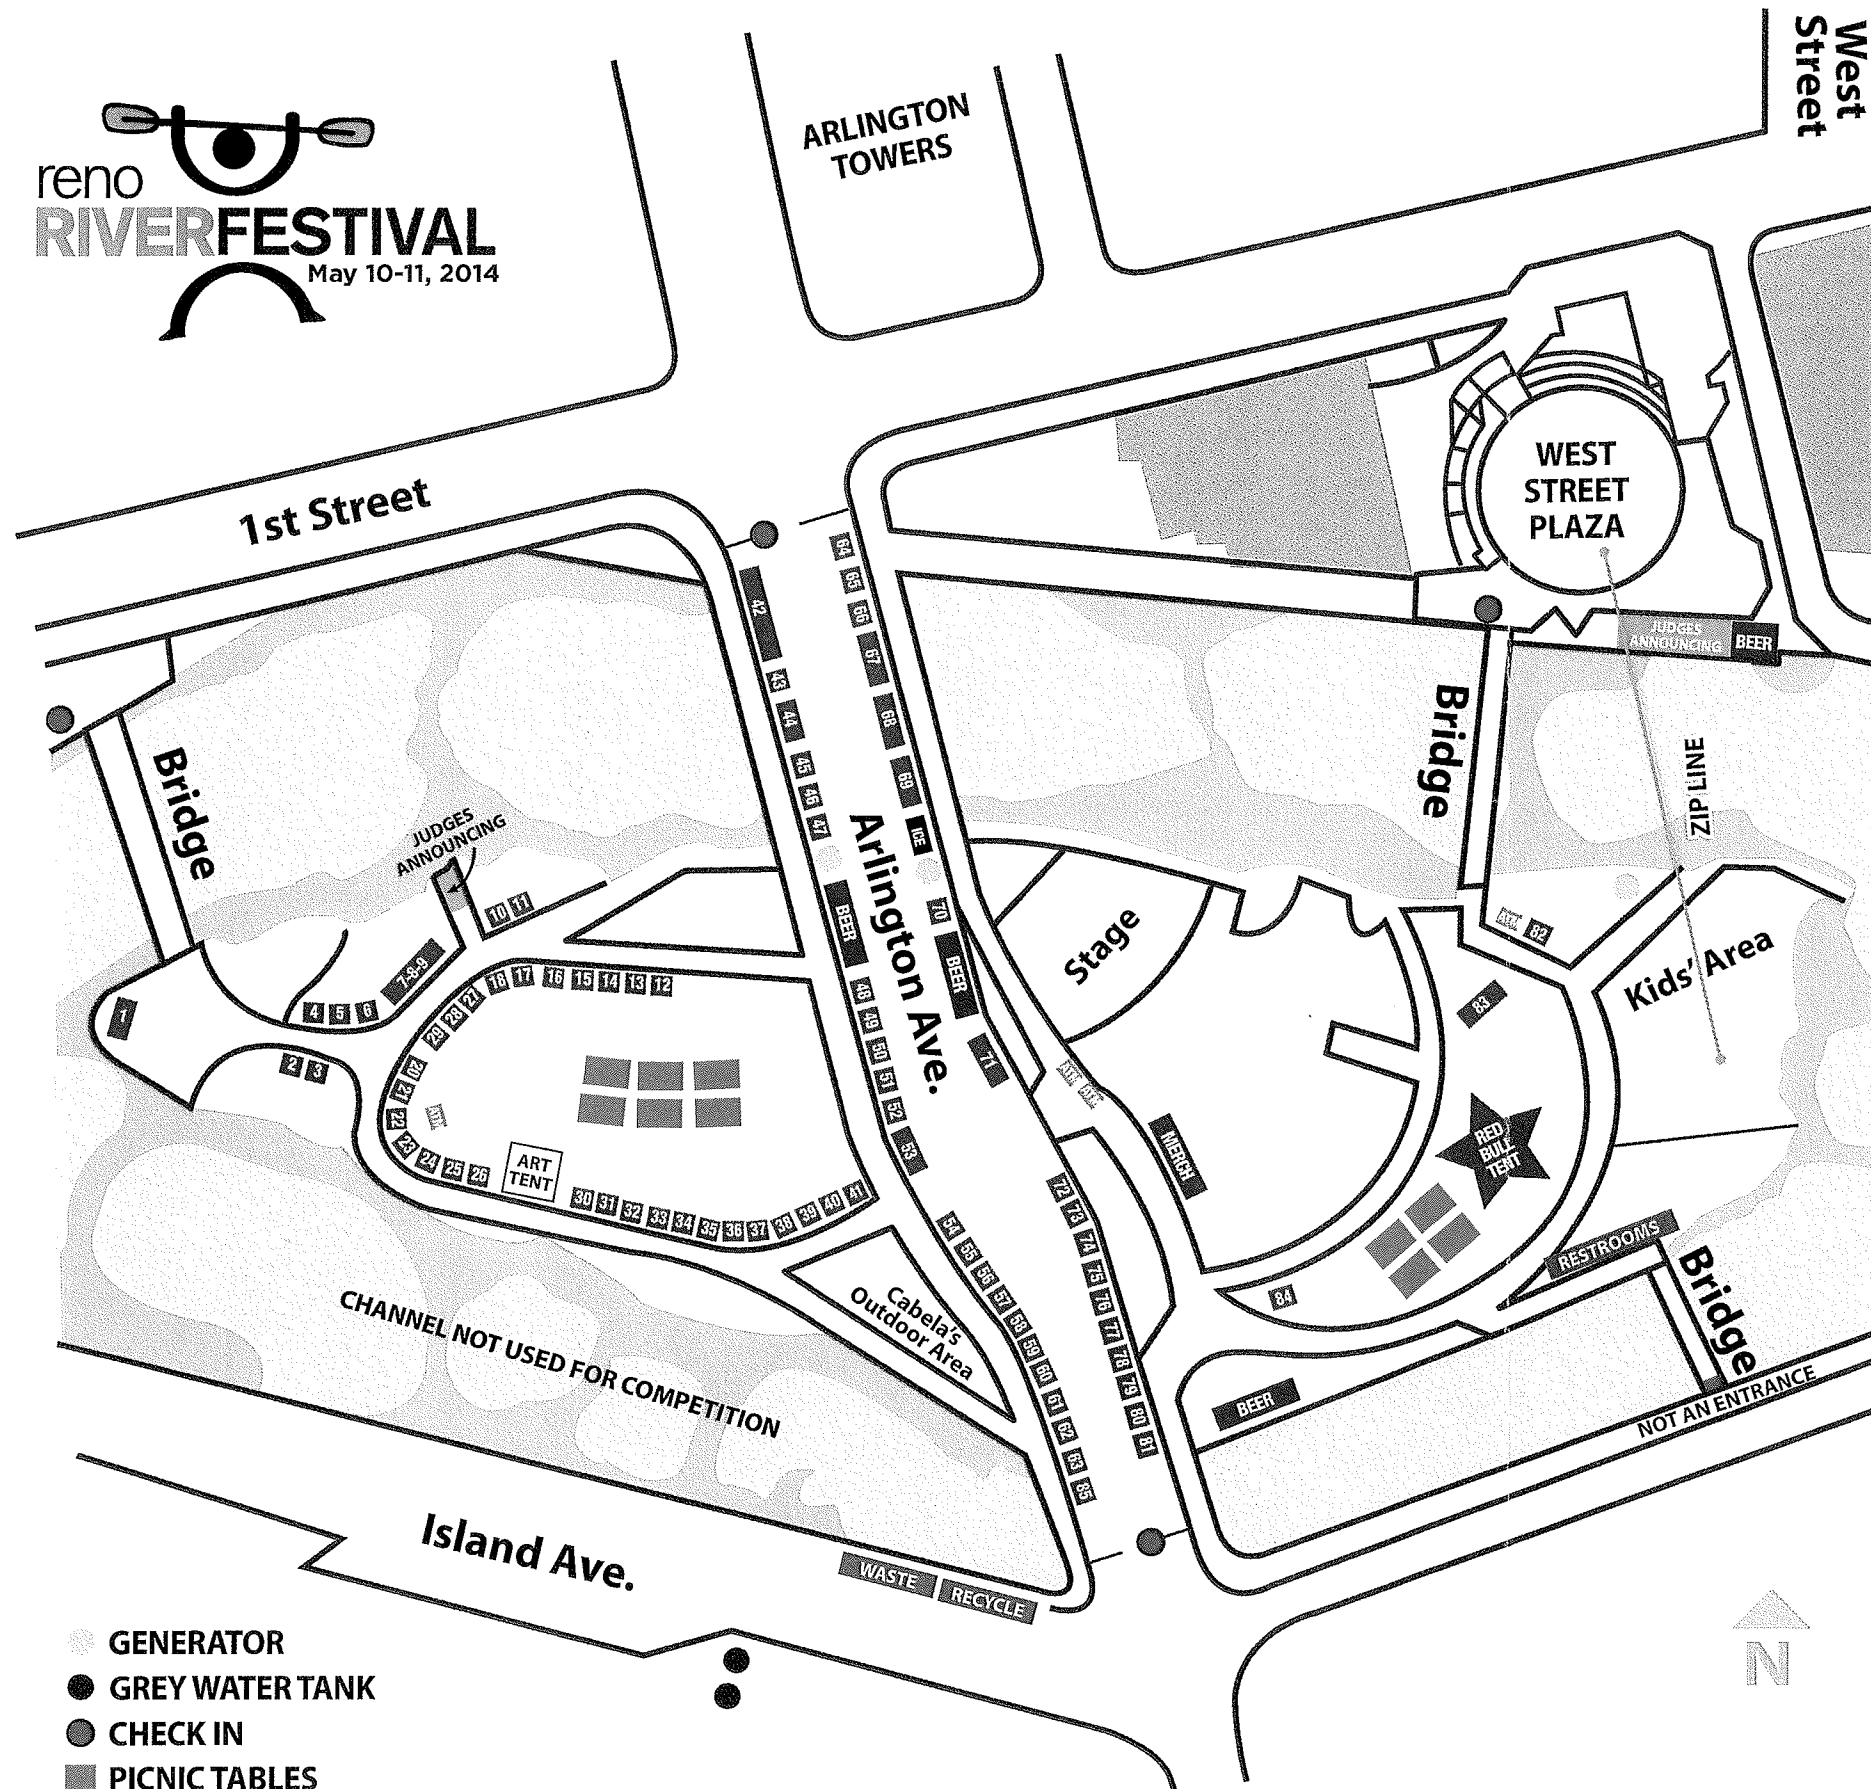 West
Street
ARLINGTON
TOWERS
reno
RIVERFESTIVAL
May 10-11, 2014
1st Street
WEST
STREET
PLAZA
JUDGES
ANNOUNCING
BEER
Bridge
Bridge
ZIP LINE
JUDGES
ANNOUNCING
Arlington Ave.
Stage
Kids' Area
42
43
44
45
46
47
BEER
48
49
50
51
52
53
54
55
56
57
58
59
60
61
62
63
85
64
65
66
67
68
69
ICE
70
BEER
71
72
73
74
75
76
77
78
79
80
81
1
2
3
4
5
6
7-8-9
10
11
18
17
16
15
14
13
12
27
28
29
20
21
22
23
24
25
26
ATM
ART
TENT
30
31
32
33
34
35
36
37
38
39
40
41
ATM
ATM
MERCH
ATM
82
83
RED
BULL
TENT
84
RESTROOMS
Bridge
BEER
NOT AN ENTRANCE
Cabela's
Outdoor Area
CHANNEL NOT USED FOR COMPETITION
Island Ave.
WASTE
RECYCLE
GENERATOR
GREY WATER TANK
CHECK IN
PICNIC TABLES
N